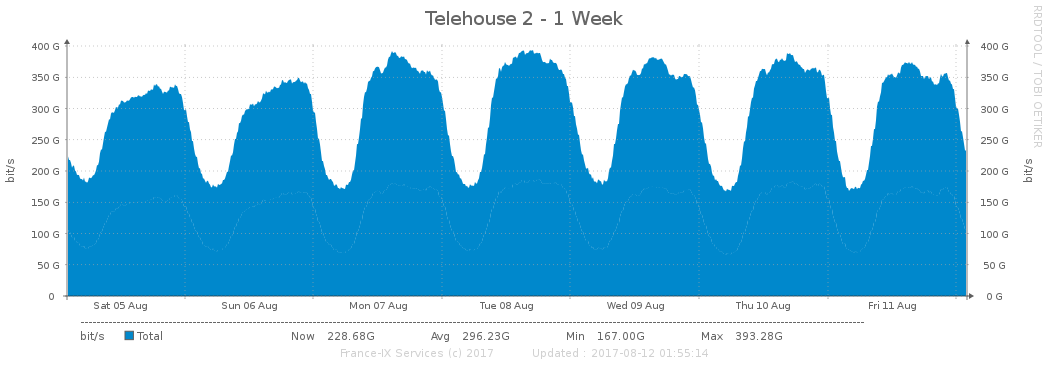 Telehouse 2 - 1 Week
RRDTOOL / TOBI OETIKER
400 G 400 G
350 G 350 G
300 G 300 G
250 G 250 G
200 G 200 G
150 G 150 G
100 G 100 G
50 G 50 G
0 0 G
bit/s bit/s
Sat 05 Aug Sun 06 Aug Mon 07 Aug Tue 08 Aug Wed 09 Aug Thu 10 Aug Fri 11 Aug
bit/s Total Now 228.68G Avg 296.23G Min 167.00G Max 393.28G
France-IX Services (c) 2017 Updated : 2017-08-12 01:55:14